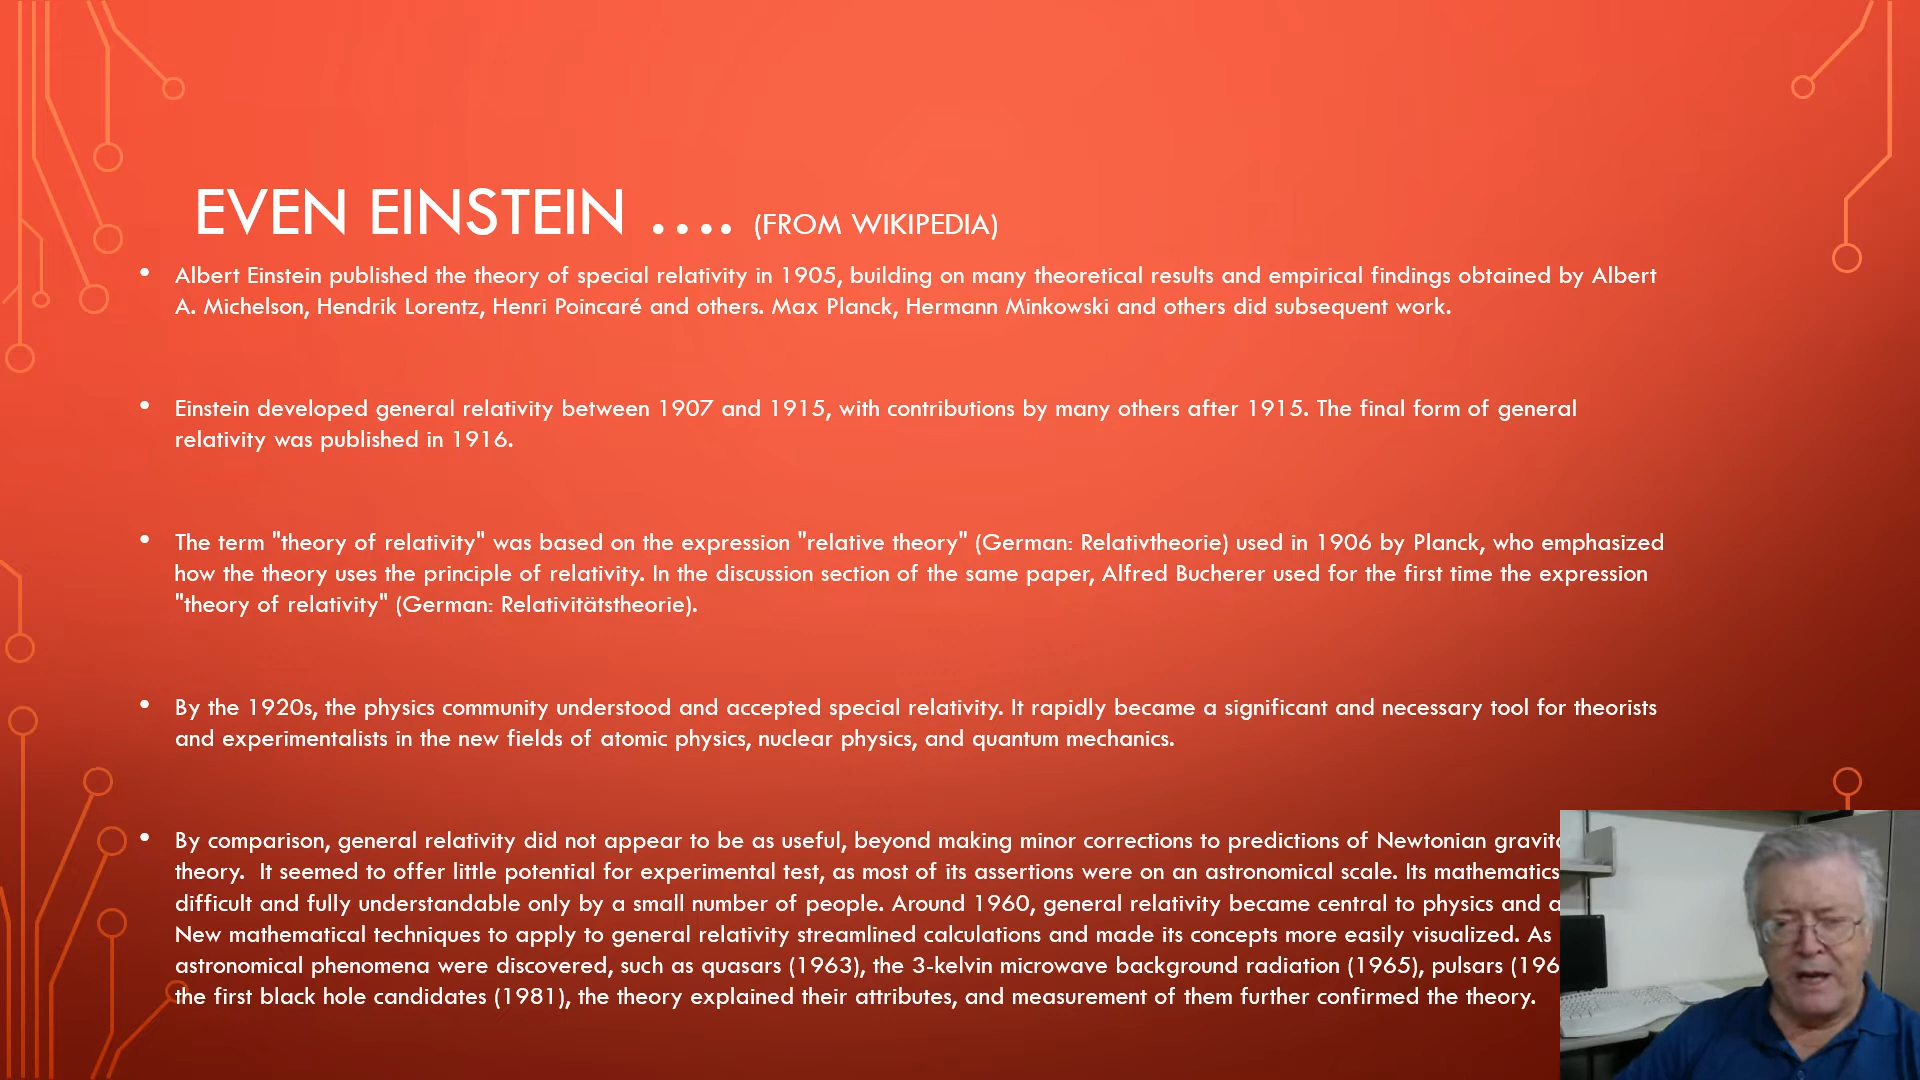 EVEN EINSTEIN .... (FROM WIKIPEDIA)
• Albert Einstein published the theory of special relativity in 1905, building on many theoretical results and empirical findings obtained by Albert
A. Michelson, Hendrik Lorentz, Henri Poincaré and others. Max Planck, Hermann Minkowski and others did subsequent work.
• Einstein developed general relativity between 1907 and 1915, with contributions by many others after 1915. The final form of general
relativity was published in 1916.
• The term "theory of relativity" was based on the expression "relative theory" (German: Relativtheorie) used in 1906 by Planck, who emphasized
how the theory uses the principle of relativity. In the discussion section of the same paper, Alfred Bucherer used for the first time the expression
"theory of relativity" (German: Relativitätstheorie).
• By the 1920s, the physics community understood and accepted special relativity. It rapidly became a significant and necessary tool for theorists
and experimentalists in the new fields of atomic physics, nuclear physics, and quantum mechanics.
• By comparison, general relativity did not appear to be as useful, beyond making minor corrections to predictions of Newtonian
theory. It seemed to offer little potential for experimental test, as most of its assertions were on an astronomical scale. Its mathematics
difficult and fully understandable only by a small number of people. Around 1960, general relativity became central to physics and
New mathematical techniques to apply to general relativity streamlined calculations and made its concepts more easily visualized. As
astronomical phenomena were discovered, such as quasars (1963), the 3-kelvin microwave background radiation (1965), pulsars
the first black hole candidates (1981), the theory explained their attributes, and measurement of them further confirmed the theory.